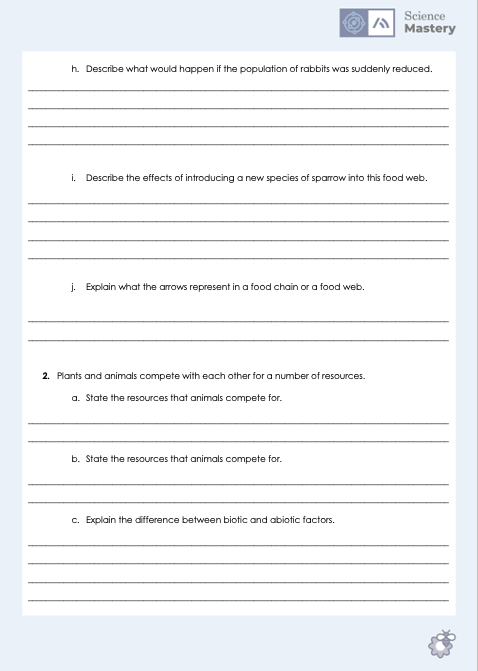 Science
Mastery
h. Describe what would happen if the population of rabbits was suddenly reduced.
i. Describe the effects of introducing a new species of sparrow into this food web.
j. Explain what the arrows represent in a food chain or a food web.
2. Plants and animals compete with each other for a number of resources.
a. State the resources that animals compete for.
b. State the resources that animals compete for.
c. Explain the difference between biotic and abiotic factors.